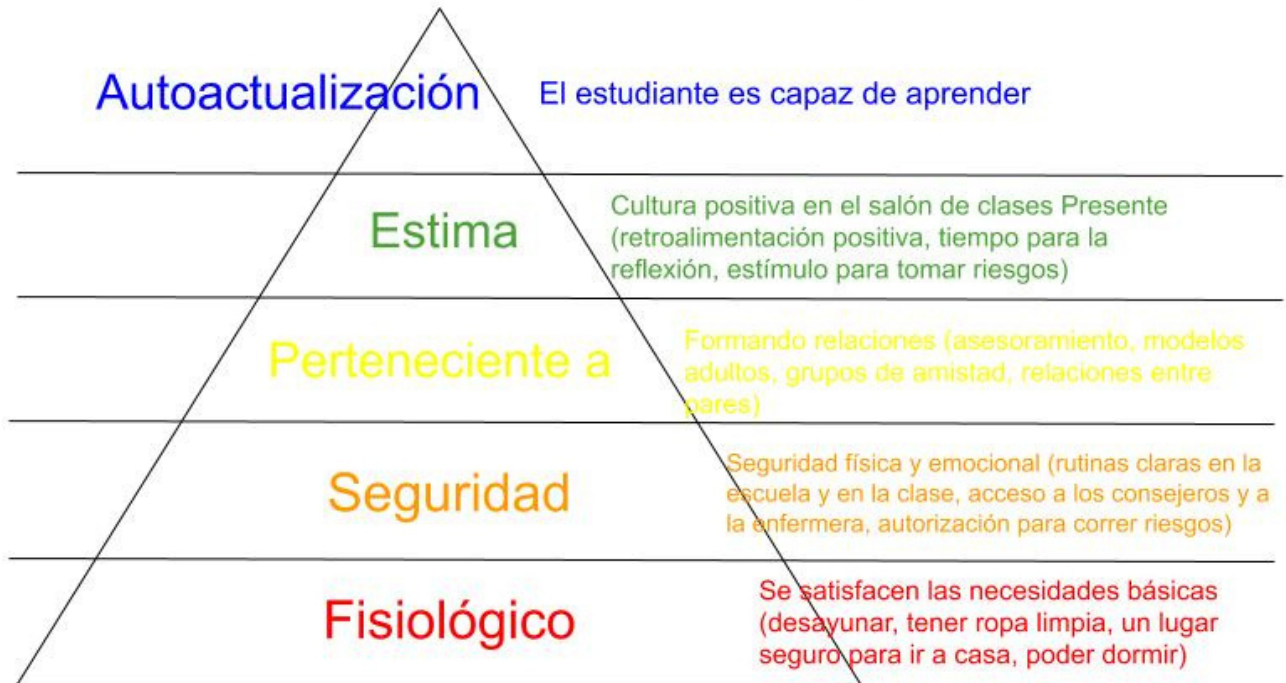 Autoactualización
El estudiante es capaz de aprender
Estima
Cultura positiva en el salón de clases Presente
(retroalimentación positiva, tiempo para la
reflexión, estímulo para tomar riesgos)
Perteneciente a
Formando relaciones (asesoramiento, modelos
adultos, grupos de amistad, relaciones entre
pares)
Seguridad
Seguridad física y emocional (rutinas claras en la
escuela y en la clase, acceso a los consejeros y a
la enfermera, autorización para correr riesgos)
Fisiológico
Se satisfacen las necesidades básicas
(desayunar, tener ropa limpia, un lugar
seguro para ir a casa, poder dormir)